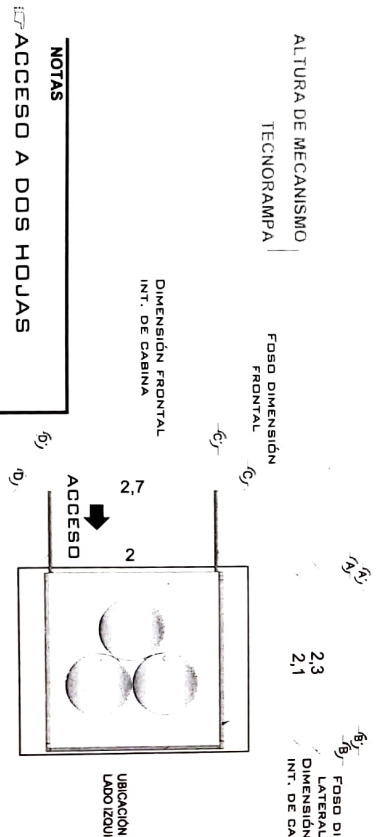 ALTURA DE MECANISMO
TECNORAMPA
FOSO DIMENSIÓN
FRONTAL
DIMENSIÓN FRONTAL
INT. DE CABINA
NOTAS
☞ACCESO A DOS HOJAS
A'
A
2,3
2,1
B'
B
FOSO DI
LATERAL
DIMENSIÓN
INT. DE CA
C'
C
2,7
2
ACCESO
D'
D
UBICACIÓN
LADO IZQUI